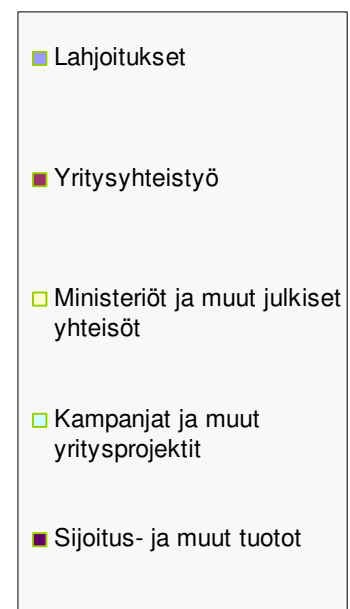 Lahjoitukset
Yritysyhteistyö
Ministeriöt ja muut julkiset
yhteisöt
Kampanjat ja muut
yritysprojektit
Sijoitus- ja muut tuotot